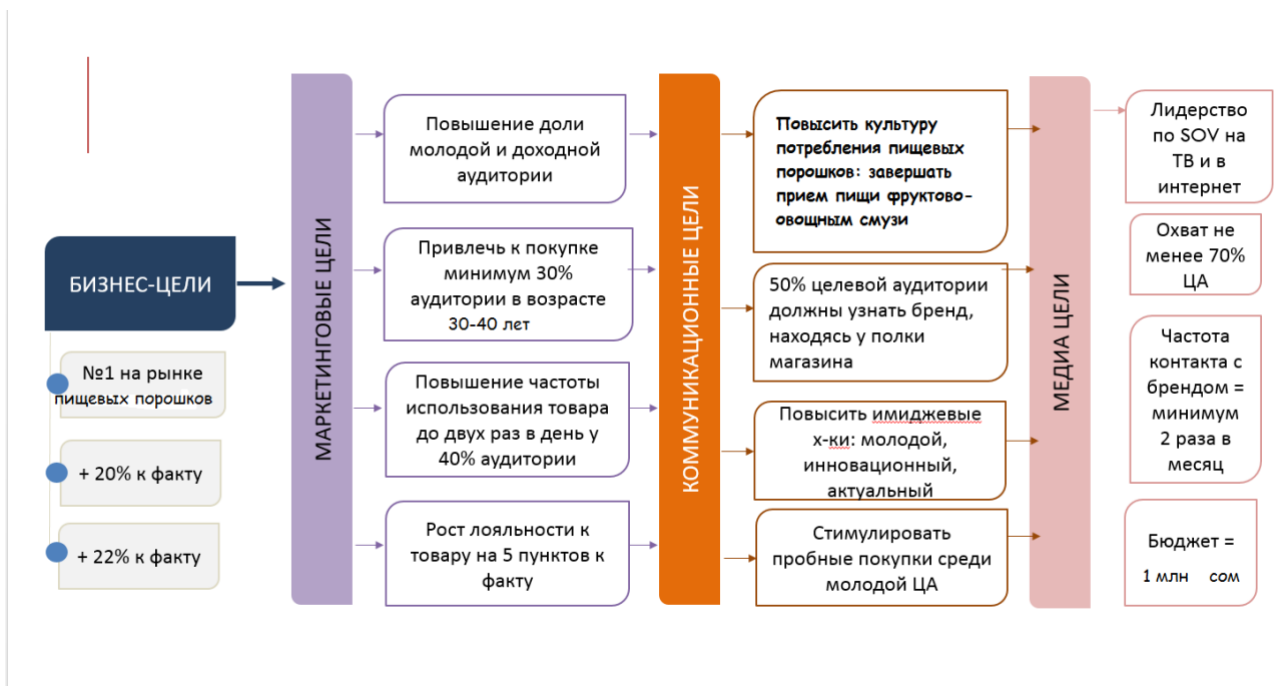 БИЗНЕС-ЦЕЛИ
№1 на рынке
пищевых порошков
+ 20% к факту
+ 22% к факту
МАРКЕТИНГОВЫЕ ЦЕЛИ
Повышение доли
молодой и доходной
аудитории
Привлечь к покупке
минимум 30%
аудитории в возрасте
30-40 лет
Повышение частоты
использования товара
до двух раз в день у
40% аудитории
Рост лояльности к
товару на 5 пунктов к
факту
КОММУНИКАЦИОННЫЕ ЦЕЛИ
Повысить культуру
потребления пищевых
порошков: завершать
прием пищи фруктово-
овощным смузи
50% целевой аудитории
должны узнать бренд,
находясь у полки
магазина
Повысить имиджевые
х-ки: молодой,
инновационный,
актуальный
Стимулировать
пробные покупки среди
молодой ЦА
МЕДИА ЦЕЛИ
Лидерство
по SOV на
ТВ и в
интернет
Охват не
менее 70%
ЦА
Частота
контакта с
брендом =
минимум
2 раза в
месяц
Бюджет =
1 млн сом